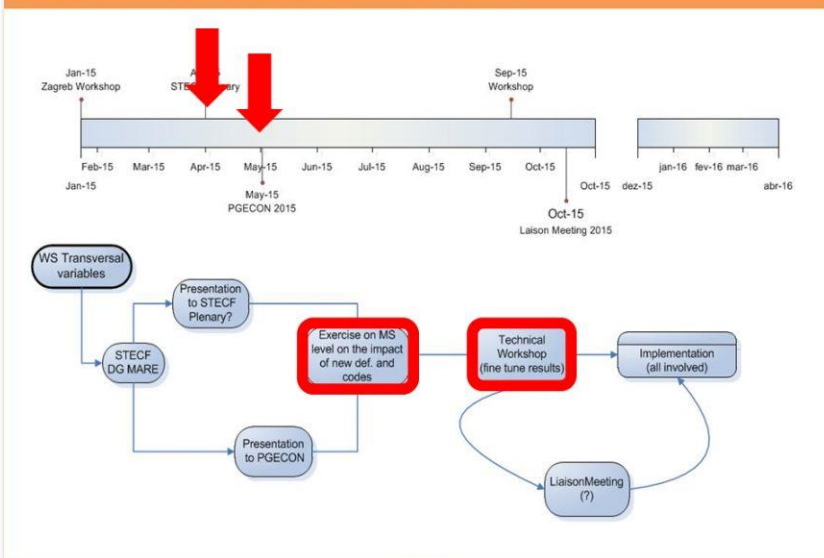 Jan-15
Zagreb Workshop
STEC
ary
Sep-15
Workshop
Feb-15 Mar-15 Apr-15 May-15 Jun-15 Jul-15 Aug-15 Sep-15 Oct-15
Jan-15
Oct-15
jan-16 fev-16 mar-16
dez-15
abr-16
May-15
PGECON 2015
Oct-15
Laison Meeting 2015
WS Transversal
variables
Presentation
to STECF
Plenary?
STECF
DG MARE
Exercise on MS
level on the impact
of new def. and
codes
Technical
Workshop
(fine tune results)
Implementation
(all involved)
Presentation
to PGECON
LiaisonMeeting
(?)